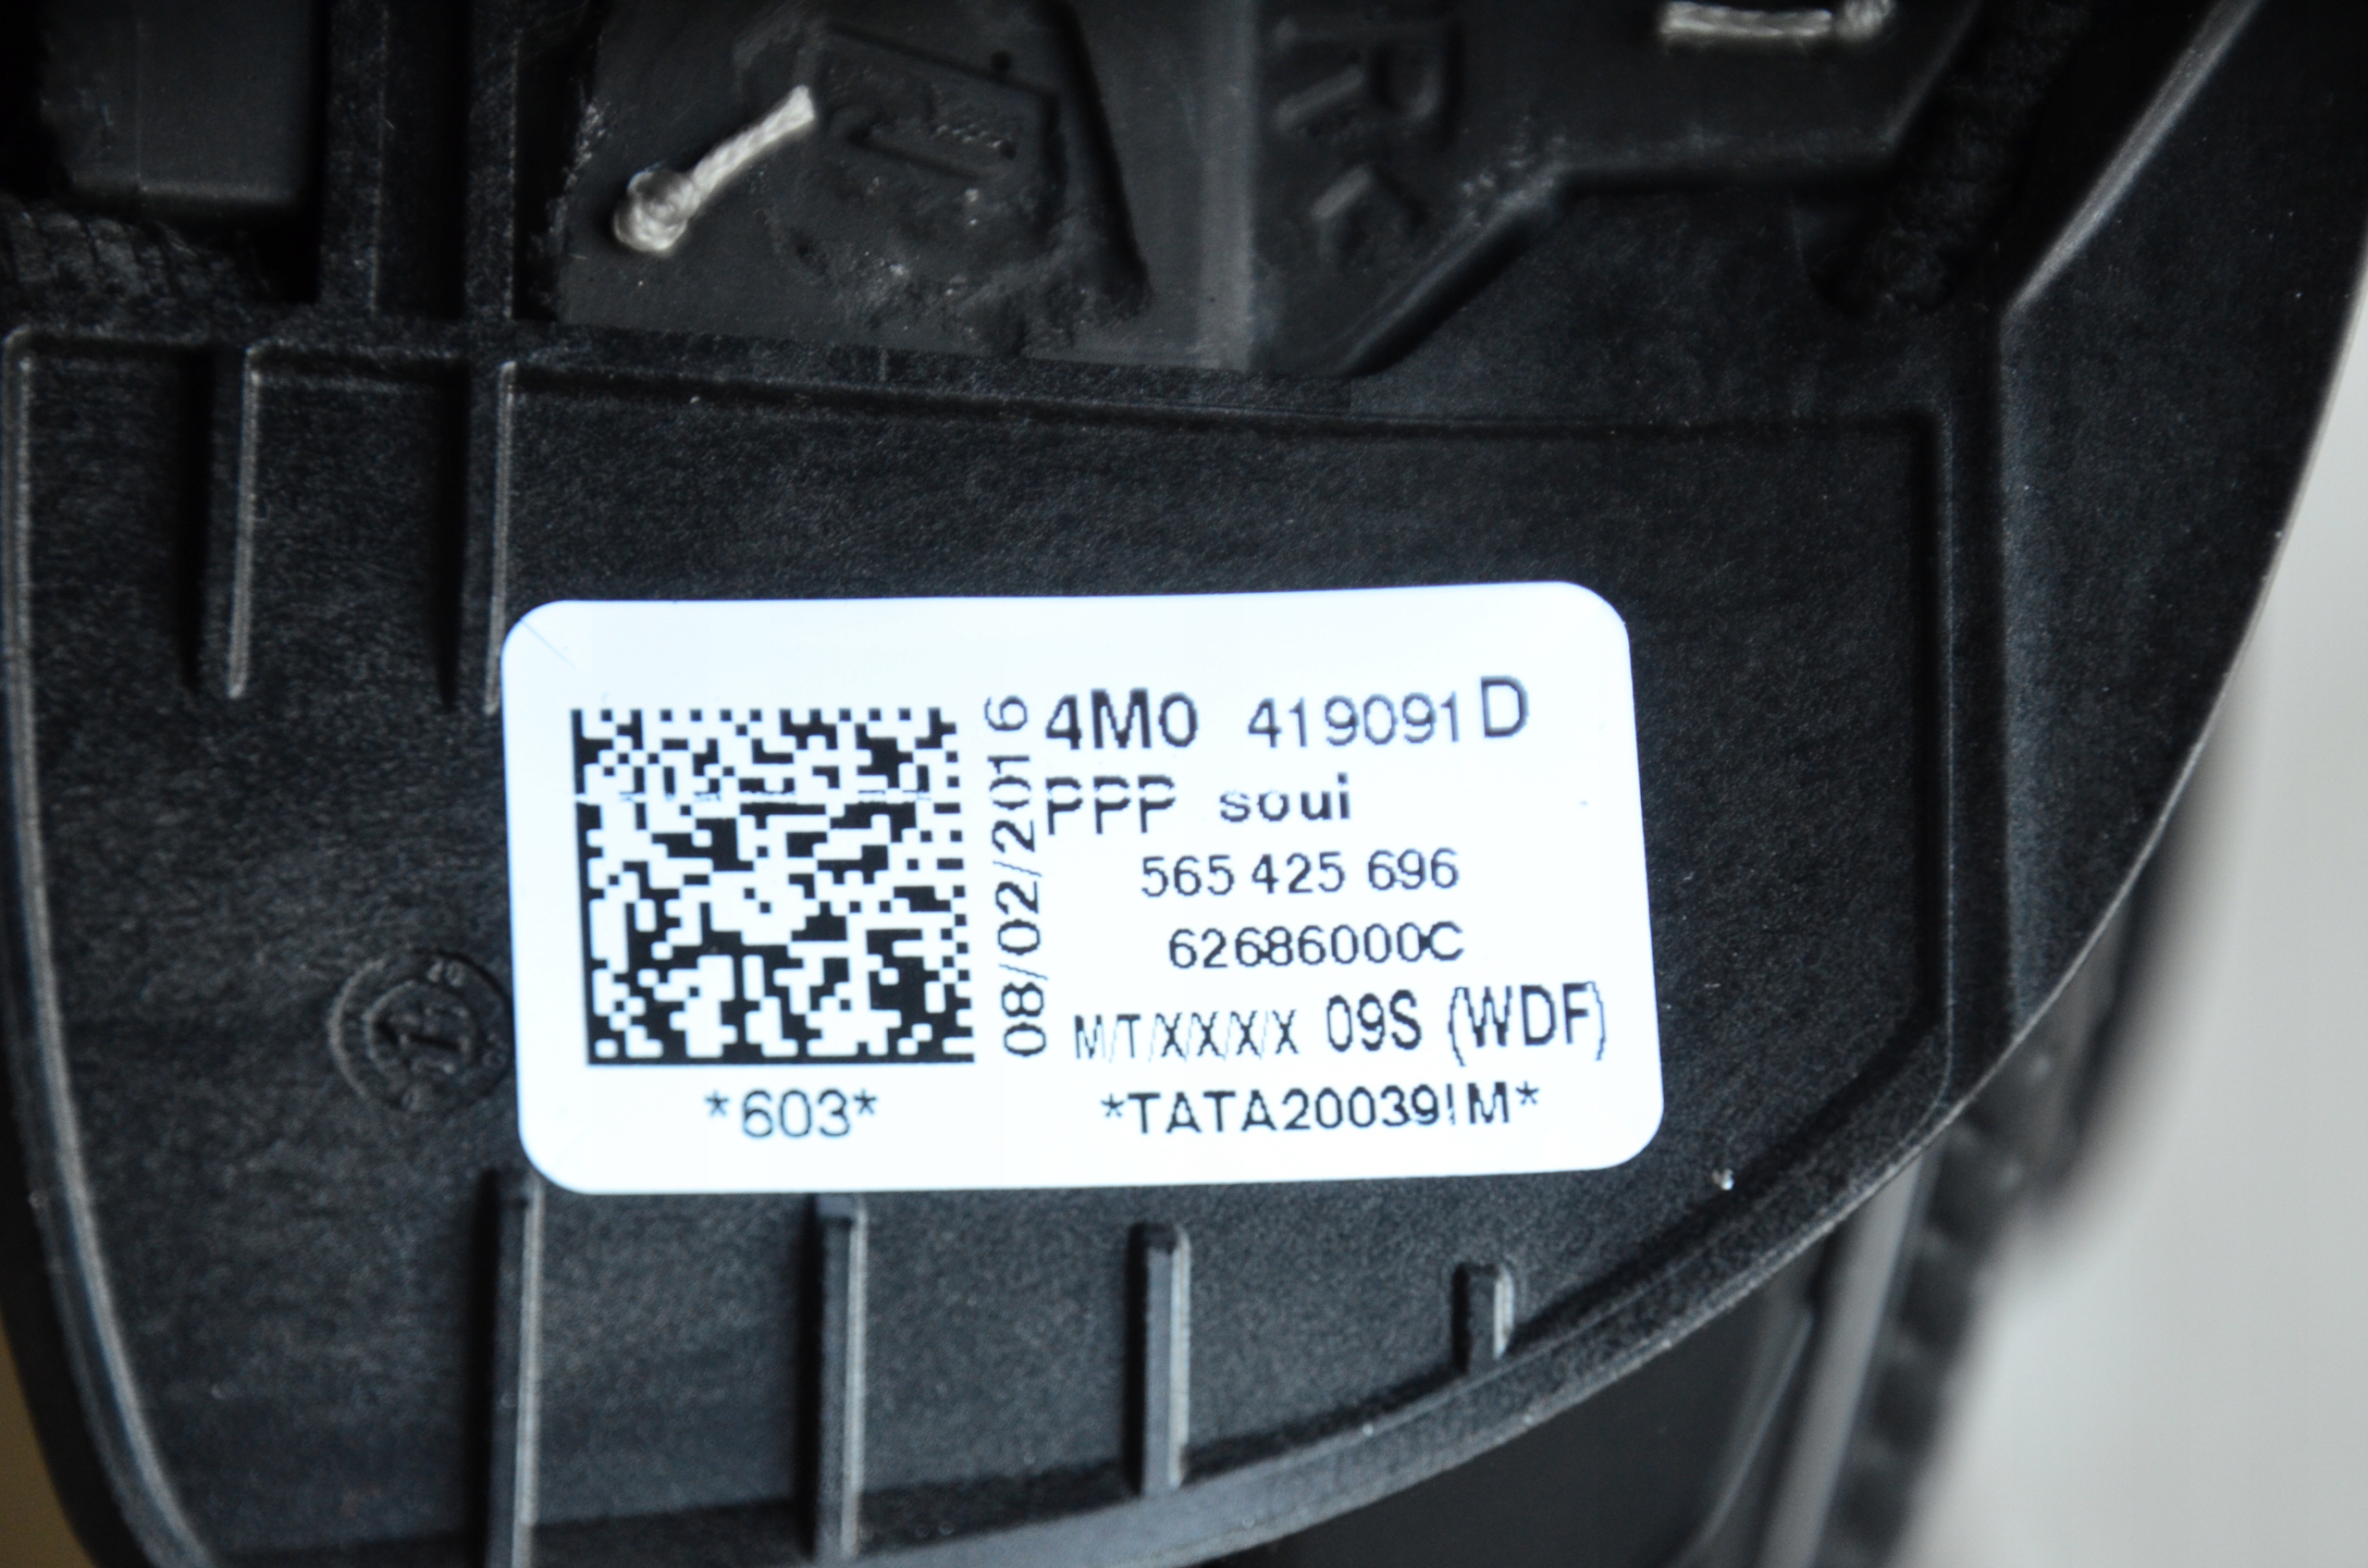 4M0 419091 D
PPP soui
565 425 696
62686000C
M/T/X/X/X/X 09S (WDF)
*TATA20039IM*
08/02/2016
*603*